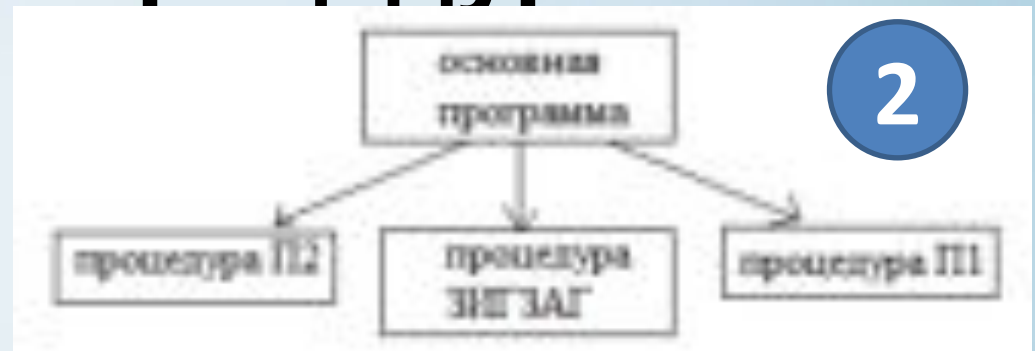 основная
программа
2
процедура П2
процедура
ЗИГЗАГ
процедура П1